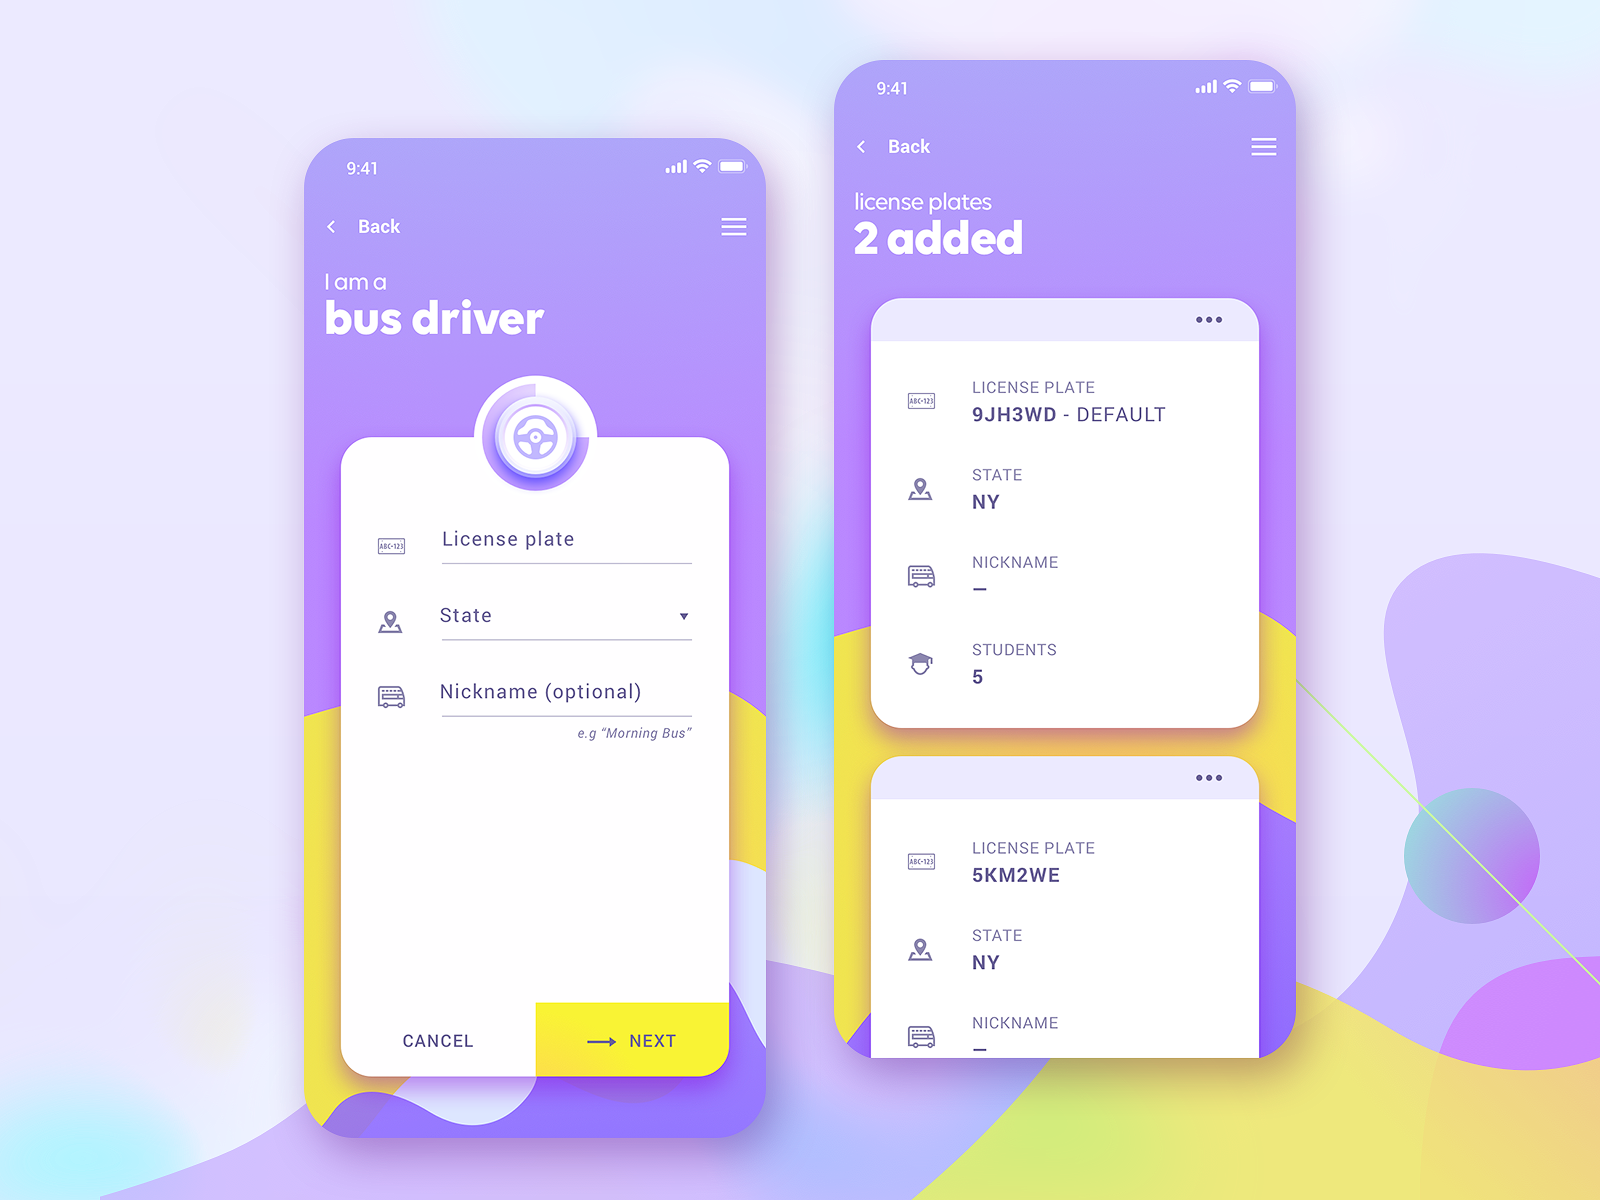 9:41
Back
I am a
bus driver
ABC•123
License plate
State
Nickname (optional)
e.g “Morning Bus”
CANCEL
NEXT
9:41
Back
license plates
2 added
ABC•123
LICENSE PLATE
9JH3WD - DEFAULT
STATE
NY
NICKNAME
–
STUDENTS
5
ABC•123
LICENSE PLATE
5KM2WE
STATE
NY
NICKNAME
–